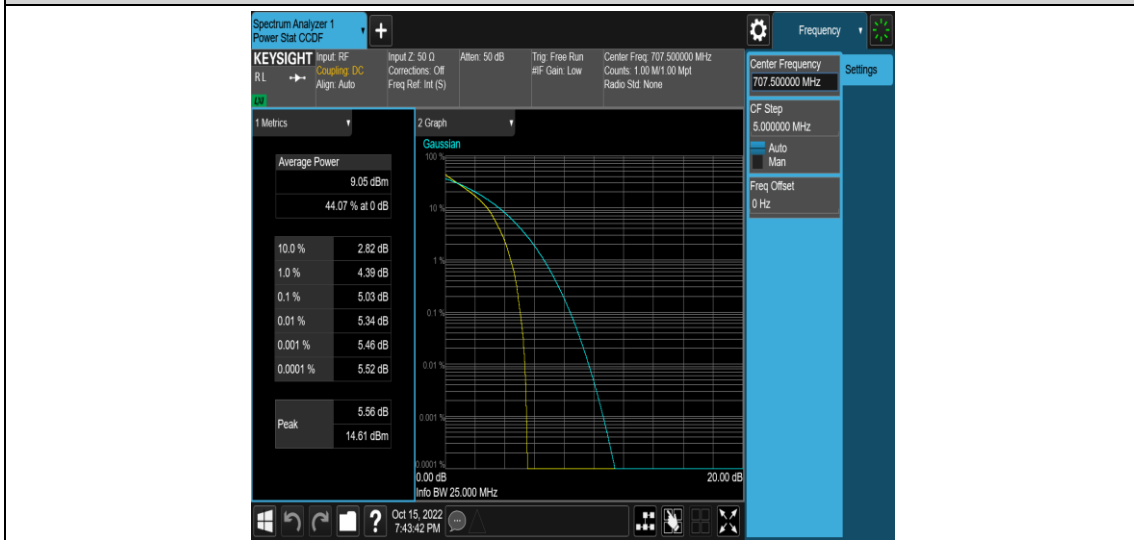 Spectrum Analyzer 1
Power Stat CCDF
+
Frequency
KEYSIGHT
RL
LNI
Input: RF
Coupling: DC
Align: Auto
Input Z: 50 Ω
Corrections: Off
Freq Ref: Int (S)
Atten: 50 dB
Trig: Free Run
#IF Gain: Low
Center Freq: 707.500000 MHz
Counts: 1.00 M/1.00 Mpt
Radio Std: None
Center Frequency
707.500000 MHz
Settings
CF Step
5.000000 MHz
Auto
Man
Freq Offset
0 Hz
1 Metrics
Average Power
9.05 dBm
44.07 % at 0 dB
10.0 % 2.82 dB
1.0 % 4.39 dB
0.1 % 5.03 dB
0.01 % 5.34 dB
0.001 % 5.46 dB
0.0001 % 5.52 dB
Peak 5.56 dB
14.61 dBm
2 Graph
Gaussian
100 %
10 %
1 %
0.1 %
0.01 %
0.001 %
0.0001 %
0.00 dB 20.00 dB
Info BW 25.000 MHz
?
Oct 15, 2022
7:43:42 PM